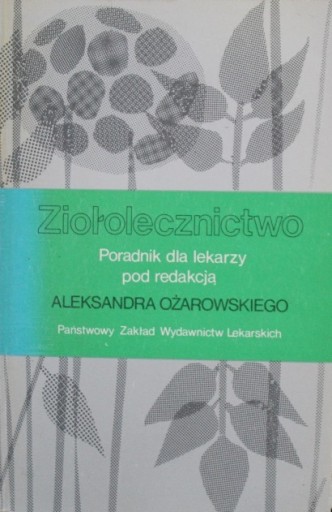 Ziołolecznictwo
Poradnik dla lekarzy
pod redakcją
ALEKSANDRA OŻAROWSKIEGO
Państwowy Zakład Wydawnictw Lekarskich